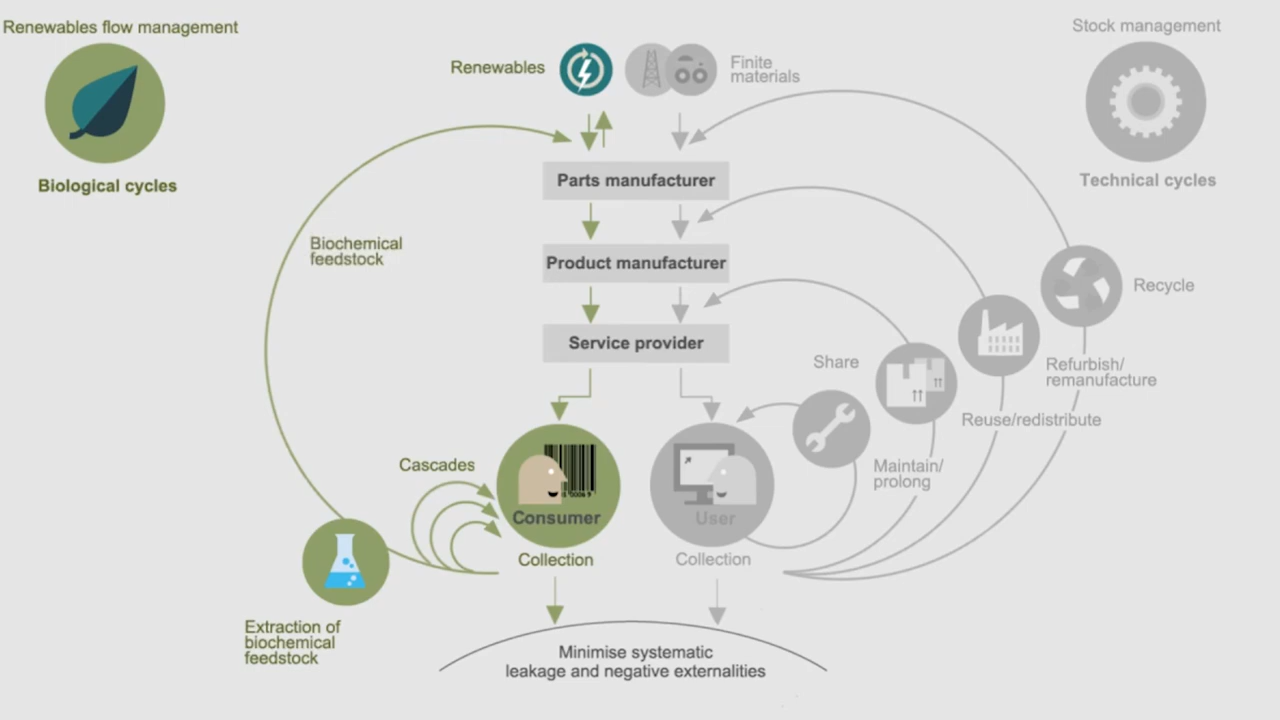 Renewables flow management
Stock management
Renewables
Finite
materials
Biological cycles
Parts manufacturer
Technical cycles
Biochemical
feedstock
Product manufacturer
Recycle
Service provider
Share
Refurbish/
remanufacture
Reuse/redistribute
Cascades
Maintain/
prolong
Consumer
User
Collection
Collection
Extraction of
biochemical
feedstock
Minimise systematic
leakage and negative externalities